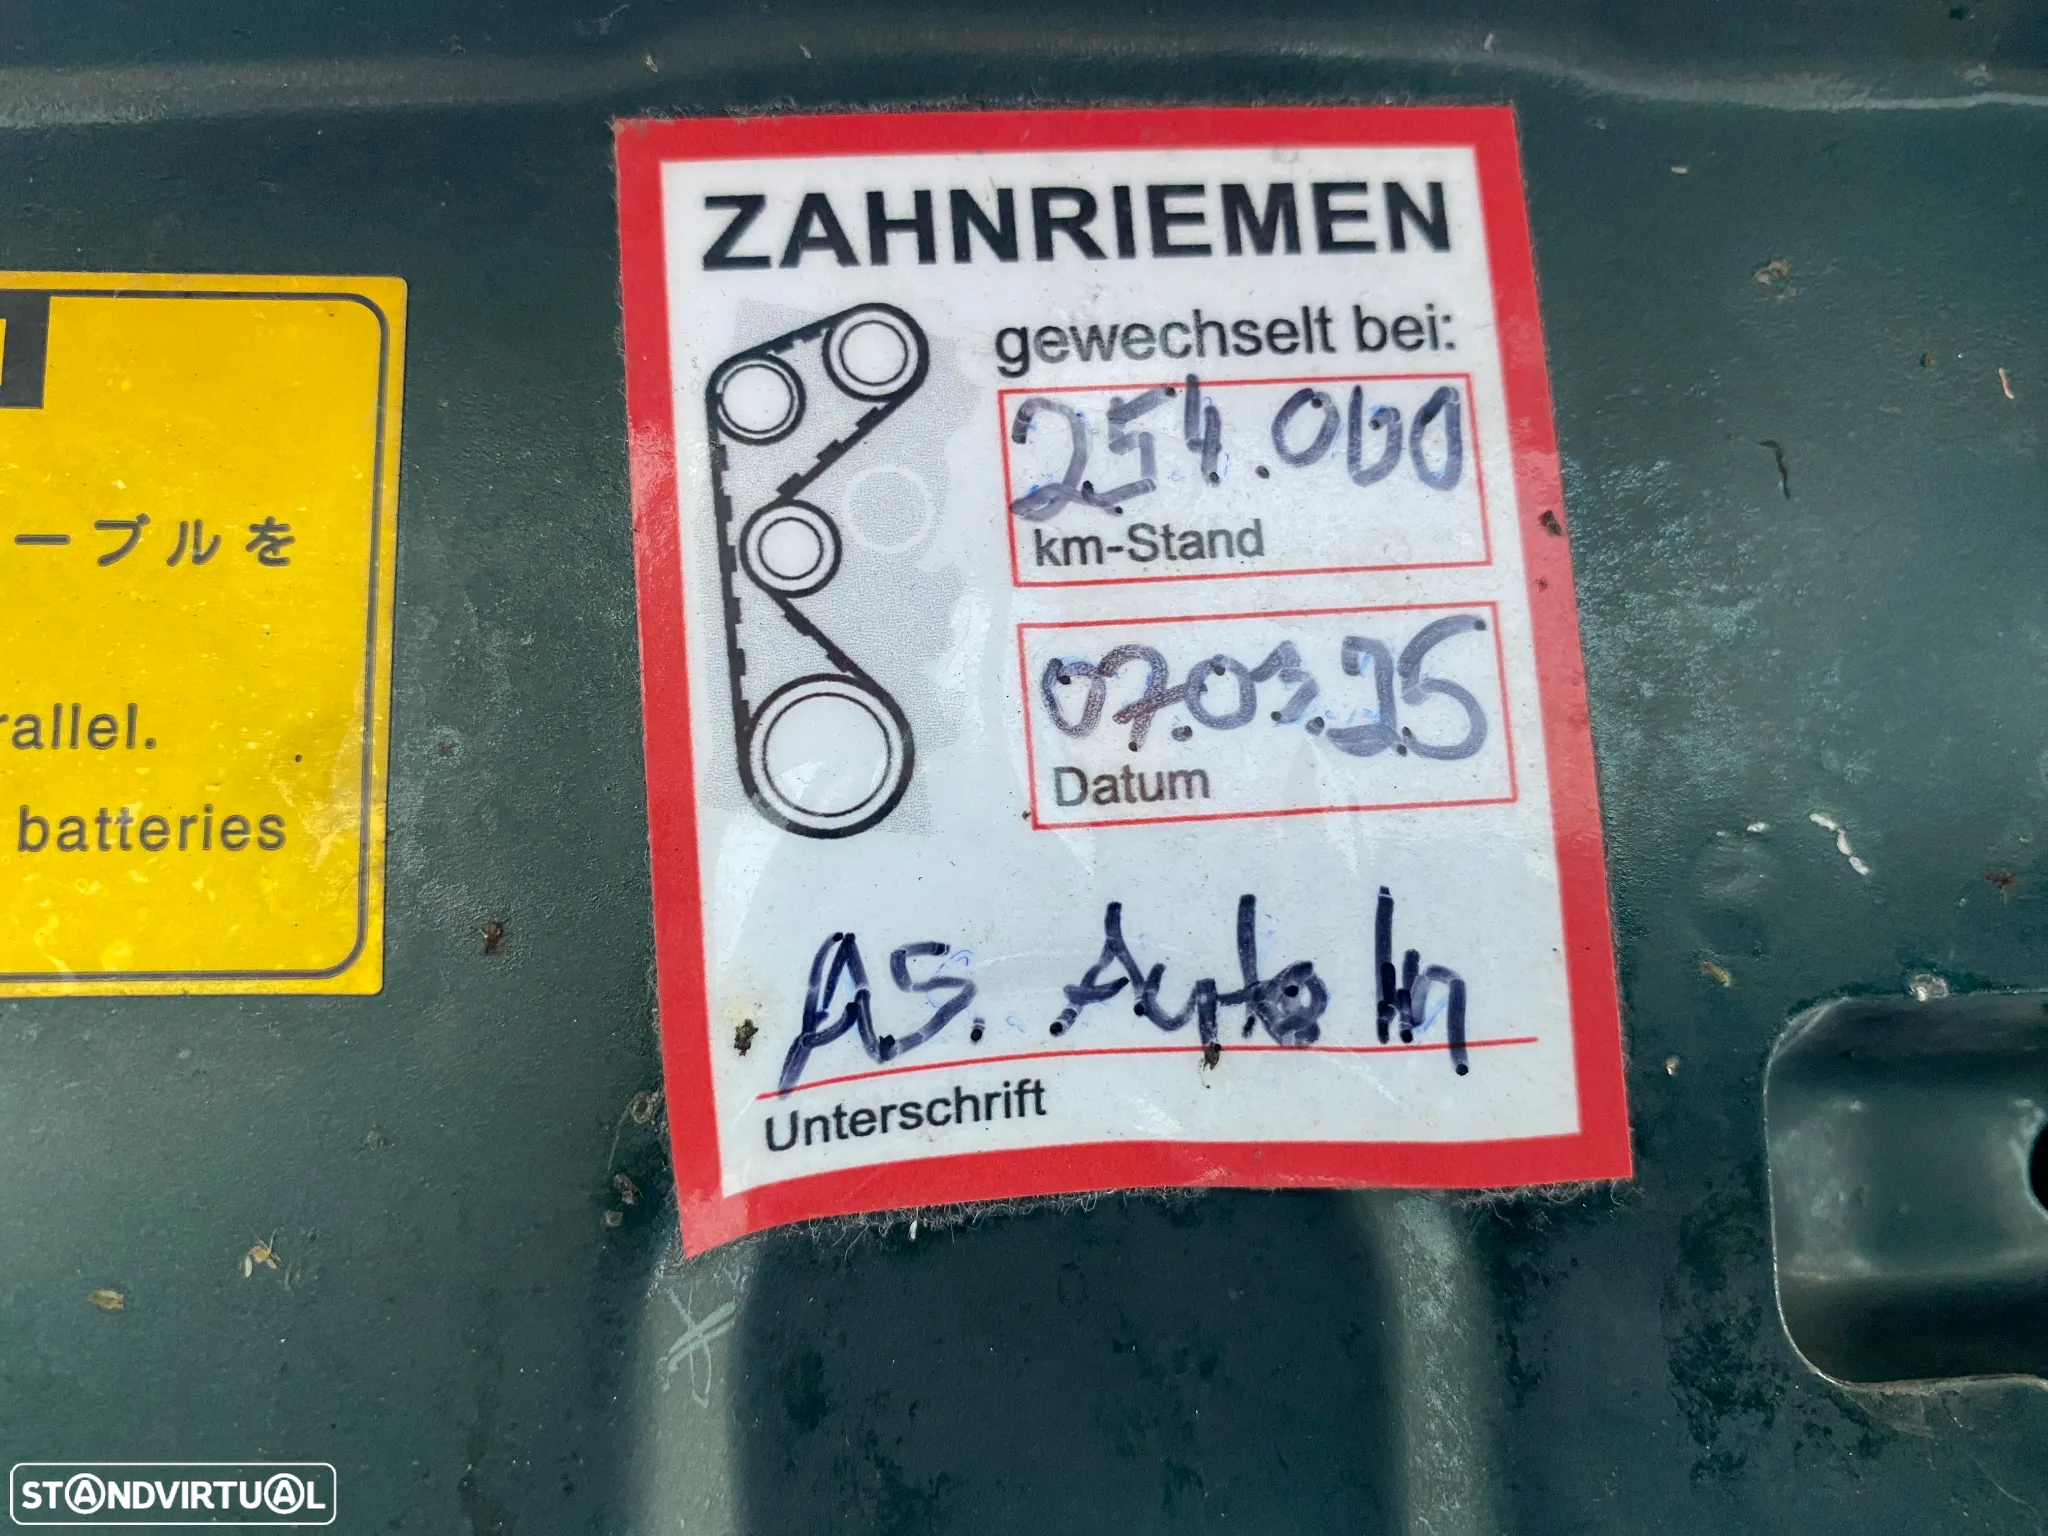 ZAHNRIEMEN
gewechselt bei:
254.000
km-Stand
07.03.25
Datum
AS. Auto
Unterschrift
ーブルを
rallel.
batteries
STANDVIRTUAL